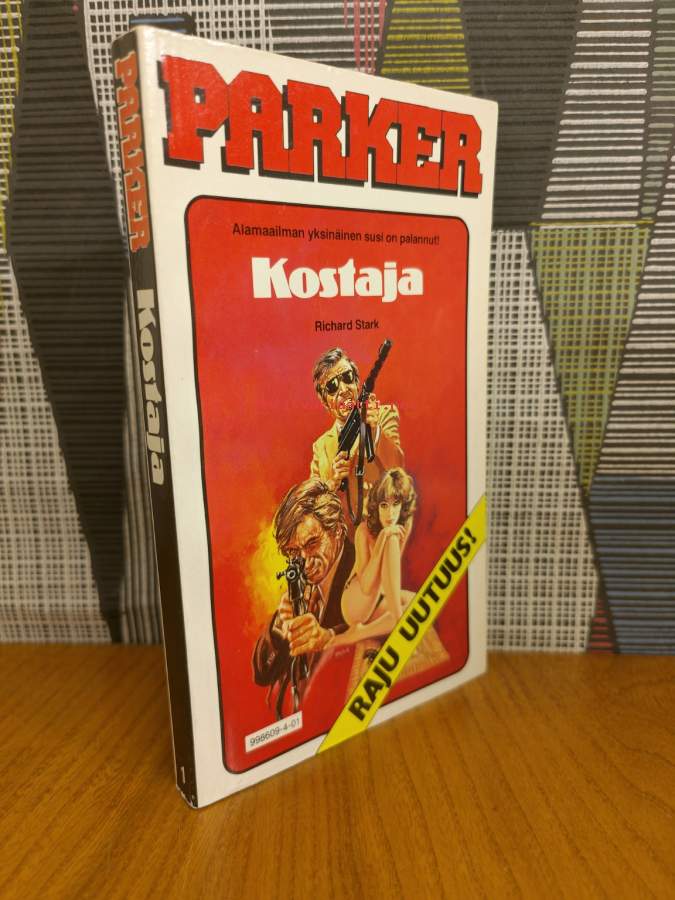 PARKER
Alamaailman yksinäinen susi on palannut!
Kostaja
Richard Stark
RAJU UUTUUS!
998609-4-01
PARKER Kostaja 1